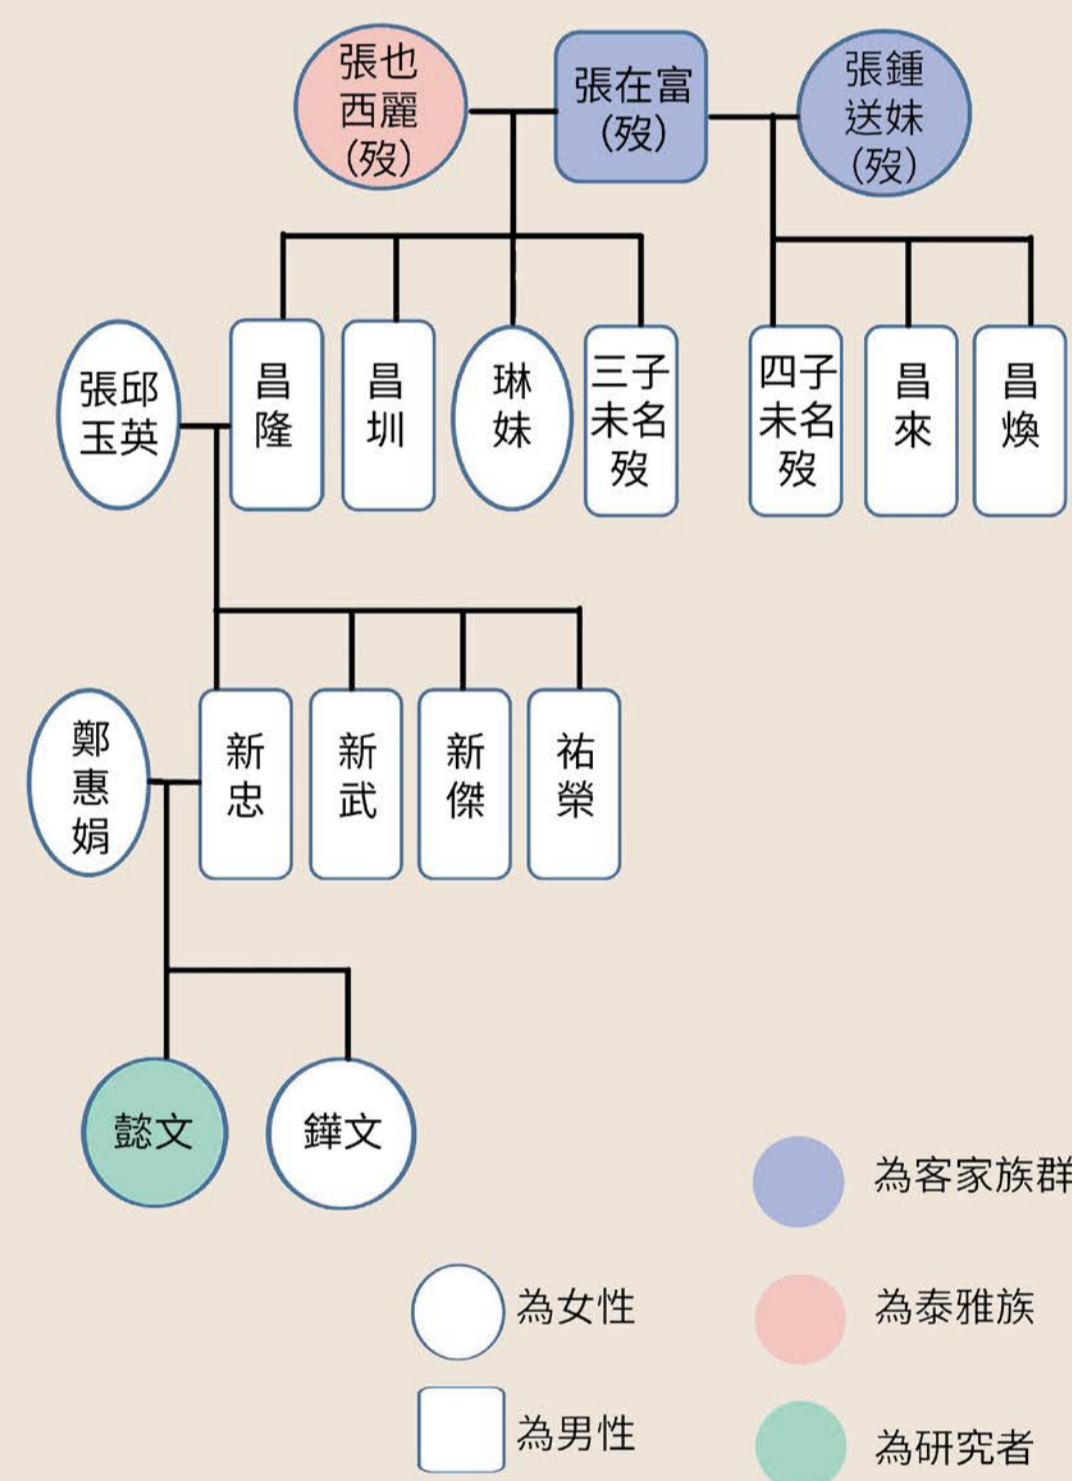 張也
西麗
(歿)
張在富
(歿)
張鍾
送妹
(歿)
張邱
玉英
昌
隆
昌
圳
琳
妹
三子
未名
歿
四子
未名
歿
昌
來
昌
煥
鄭
惠
娟
新
忠
新
武
新
傑
祐
榮
懿文
鏵文
為客家族群
為女性
為泰雅族
為男性
為研究者